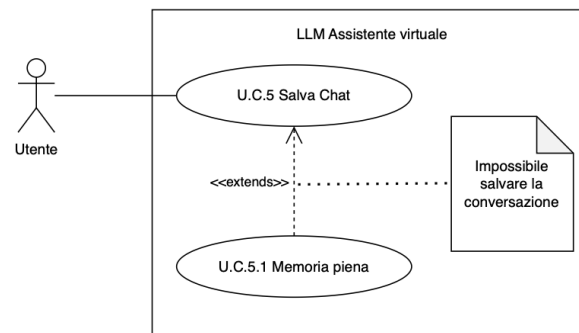 LLM Assistente virtuale
U.C.5 Salva Chat
Utente
<<extends>>
Impossibile
salvare la
conversazione
U.C.5.1 Memoria piena